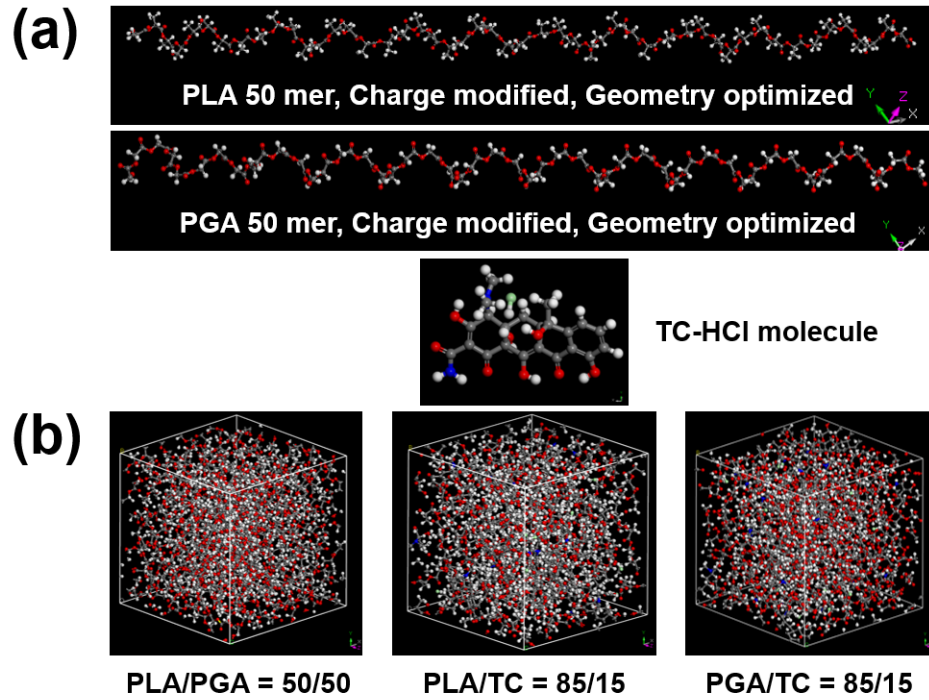 (a)
PLA 50 mer, Charge modified, Geometry optimized
Y Z X
PGA 50 mer, Charge modified, Geometry optimized
Y Z X
TC-HCl molecule
(b)
PLA/PGA = 50/50
PLA/TC = 85/15
PGA/TC = 85/15